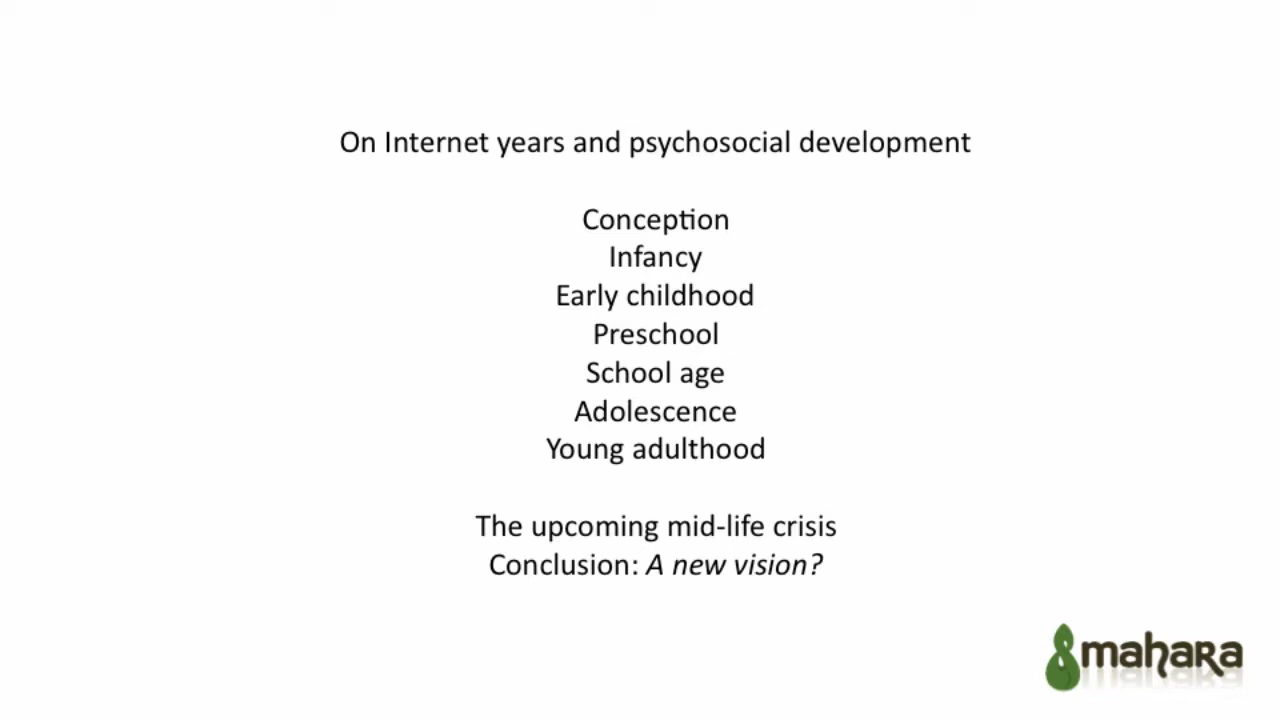 On Internet years and psychosocial development
Conception
Infancy
Early childhood
Preschool
School age
Adolescence
Young adulthood
The upcoming mid-life crisis
Conclusion: A new vision?
mahara